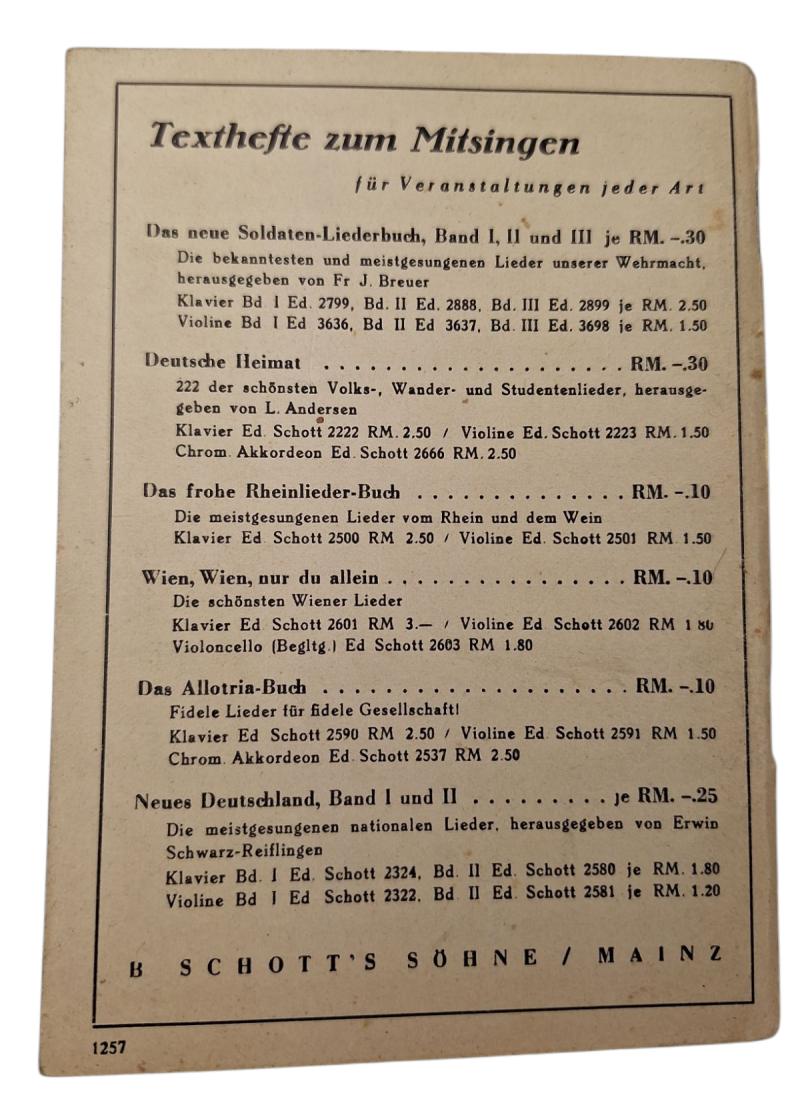 Texthefte zum Mitsingen
für Veranstaltungen jeder Art
Das neue Soldaten-Liederbuch, Band I, II und III je RM. -.30
Die bekanntesten und meistgesungenen Lieder unserer Wehrmacht,
herausgegeben von Fr J. Breuer
Klavier Bd I Ed. 2799, Bd. II Ed. 2888, Bd. III Ed. 2899 je RM. 2.50
Violine Bd I Ed 3636, Bd II Ed 3637, Bd. III Ed. 3698 je RM. 1.50
Deutsche Heimat . . . . . . . . . . . . . . . . . . . . RM. -.30
222 der schönsten Volks-, Wander- und Studentenlieder, herausge-
geben von L. Andersen
Klavier Ed. Schott 2222 RM. 2.50 / Violine Ed. Schott 2223 RM. 1.50
Chrom. Akkordeon Ed. Schott 2666 RM. 2.50
Das frohe Rheinlieder-Buch . . . . . . . . . . . . . . RM. -.10
Die meistgesungenen Lieder vom Rhein und dem Wein
Klavier Ed. Schott 2500 RM 2.50 / Violine Ed. Schott 2501 RM 1.50
Wien, Wien, nur du allein . . . . . . . . . . . . . . . . RM. -.10
Die schönsten Wiener Lieder
Klavier Ed Schott 2601 RM 3.— / Violine Ed Schott 2602 RM 1 80
Violoncello (Begltg.) Ed Schott 2603 RM 1.80
Das Allotria-Buch . . . . . . . . . . . . . . . . . . . . RM. -.10
Fidele Lieder für fidele Gesellschaft!
Klavier Ed Schott 2590 RM 2.50 / Violine Ed. Schott 2591 RM 1.50
Chrom. Akkordeon Ed. Schott 2537 RM 2.50
Neues Deutschland, Band I und II . . . . . . . . . je RM. -.25
Die meistgesungenen nationalen Lieder, herausgegeben von Erwin
Schwarz-Reiflingen
Klavier Bd. I Ed. Schott 2324, Bd. II Ed. Schott 2580 je RM. 1.80
Violine Bd I Ed Schott 2322, Bd II Ed. Schott 2581 je RM. 1.20
B SCHOTT'S SÖHNE / MAINZ
1257